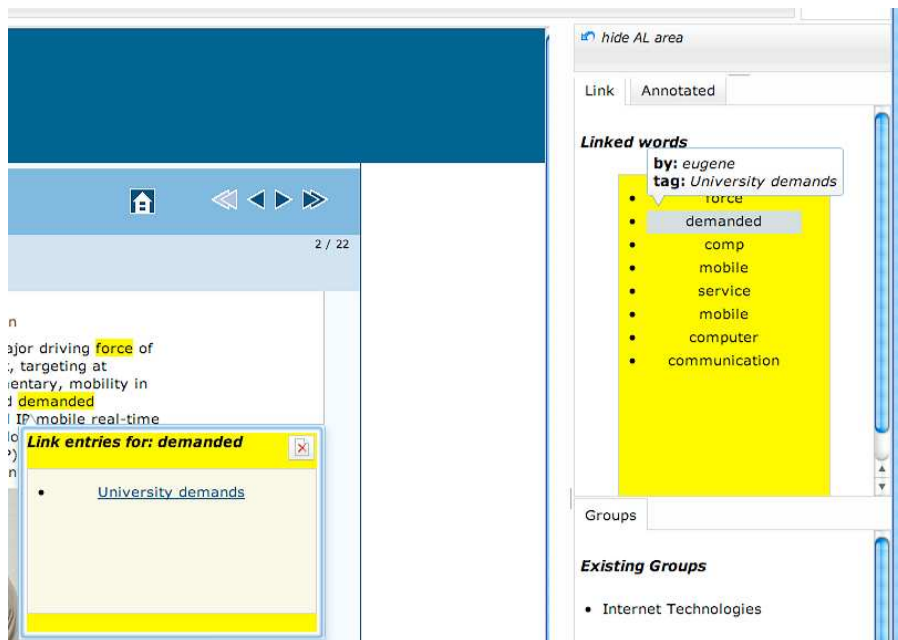 hide AL area
Link Annotated
Linked words
by: eugene
tag: University demands
force
demanded
comp
mobile
service
mobile
computer
communication
2 / 22
n
ajor driving force of
, targeting at
entary, mobility in
demanded
IP\mobile real-time
lo
P)
n
Link entries for: demanded
University demands
Groups
Existing Groups
Internet Technologies